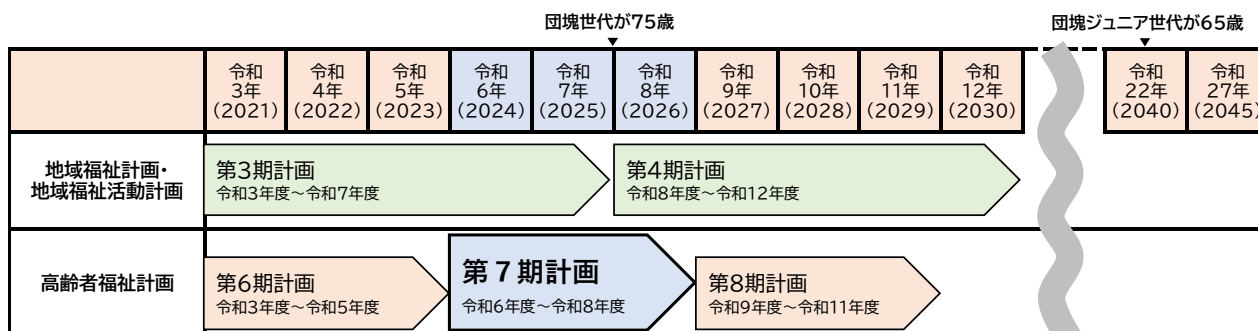 団塊世代が75歳
団塊ジュニア世代が65歳
▼
▼
令和
3年
(2021)
令和
4年
(2022)
令和
5年
(2023)
令和
6年
(2024)
令和
7年
(2025)
令和
8年
(2026)
令和
9年
(2027)
令和
10年
(2028)
令和
11年
(2029)
令和
12年
(2030)
令和
22年
(2040)
令和
27年
(2045)
地域福祉計画・
地域福祉活動計画
第3期計画
令和3年度~令和7年度
第4期計画
令和8年度~令和12年度
高齢者福祉計画
第6期計画
令和3年度~令和5年度
第7期計画
令和6年度~令和8年度
第8期計画
令和9年度~令和11年度